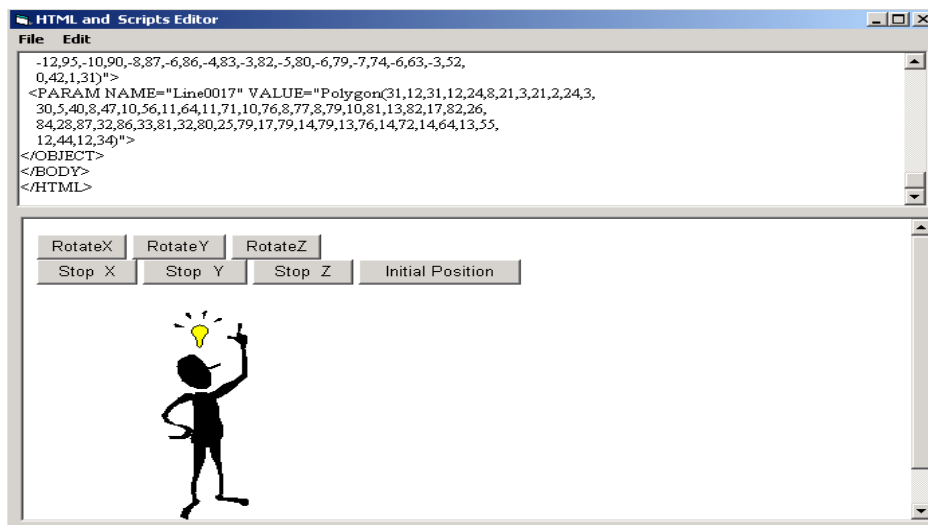 HTML and Scripts Editor
File Edit
-12,95,-10,90,-8,87,-6,86,-4,83,-3,82,-5,80,-6,79,-7,74,-6,63,-3,52,
0,42,1,31)">
<PARAM NAME="Line0017" VALUE="Polygon(31,12,31,12,24,8,21,3,21,2,24,3,
30,5,40,8,47,10,56,11,64,11,71,10,76,8,77,8,79,10,81,13,82,17,82,26,
84,28,87,32,86,33,81,32,80,25,79,17,79,14,79,13,76,14,72,14,64,13,55,
12,44,12,34)">
</OBJECT>
</BODY>
</HTML>
RotateX RotateY RotateZ
Stop X Stop Y Stop Z Initial Position